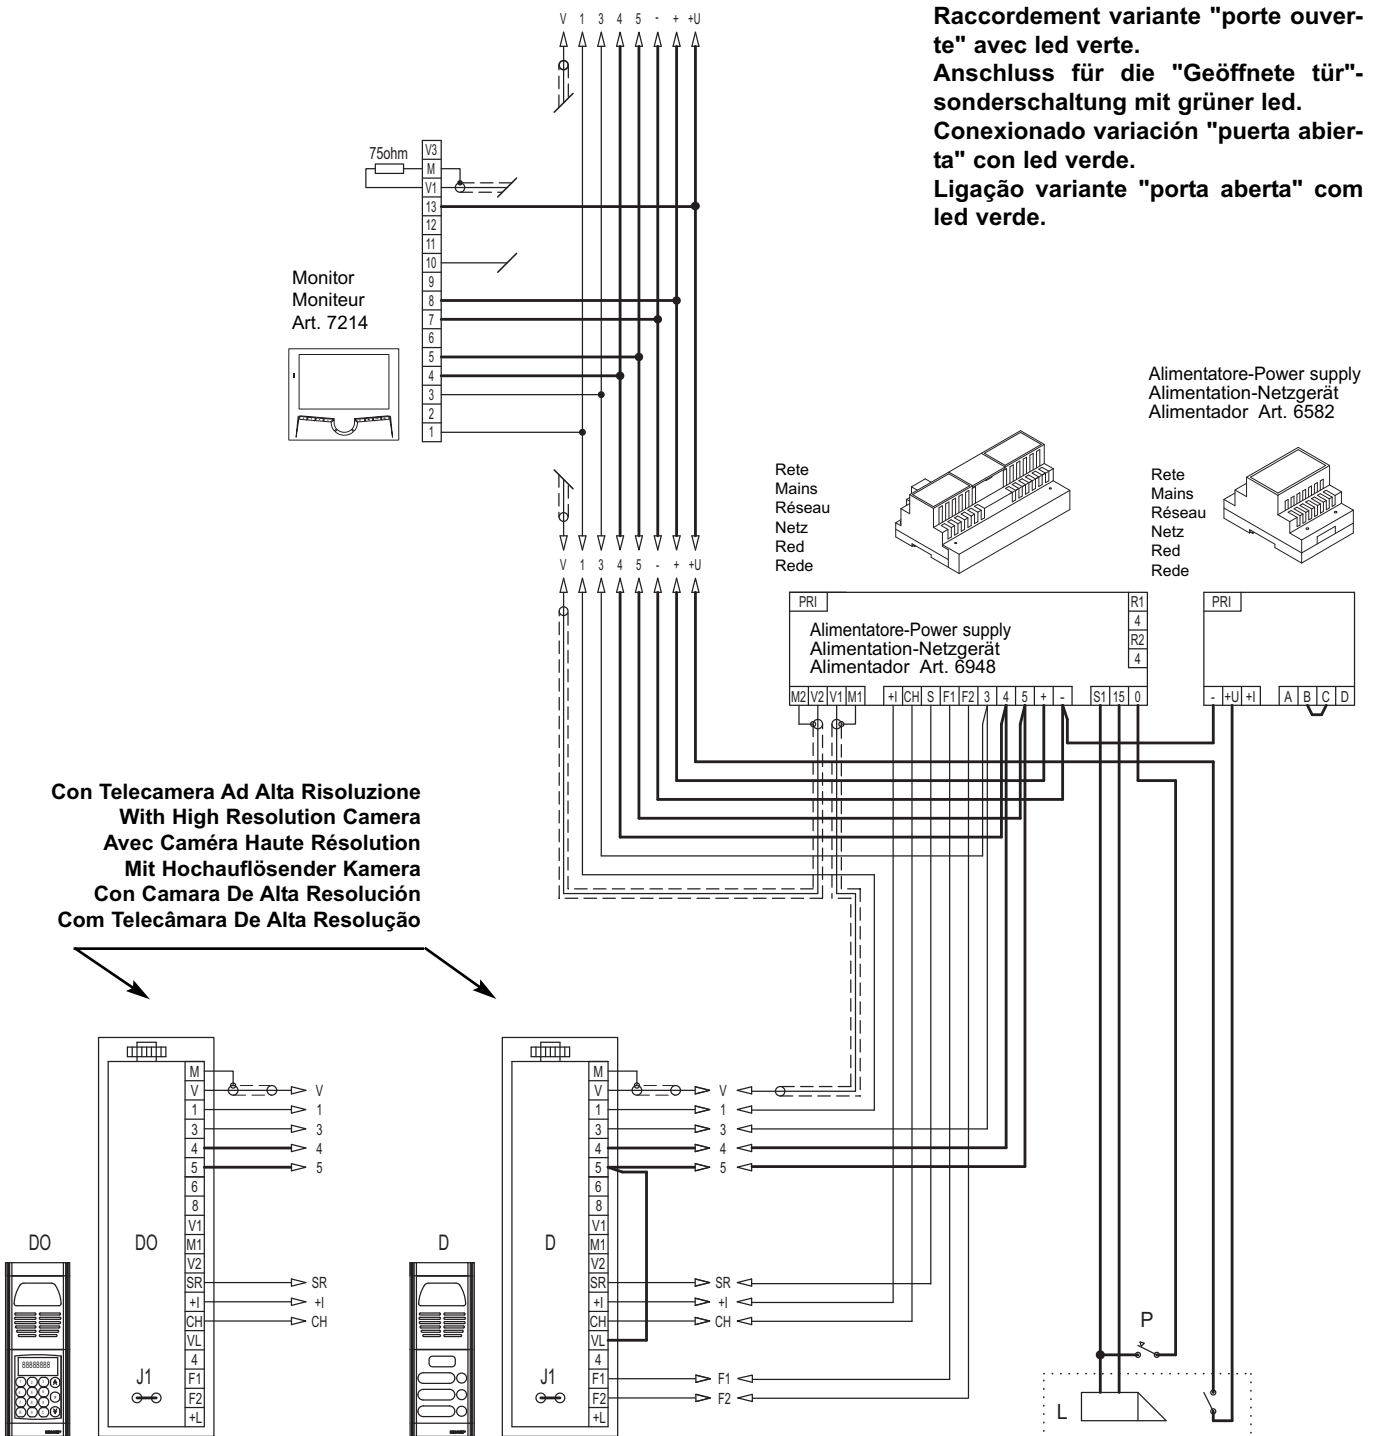 V 1 3 4 5 - + +U
Raccordement variante "porte ouver-
te" avec led verte.
Anschluss für die "Geöffnete tür"-
sonderschaltung mit grüner led.
Conexionado variación "puerta abier-
ta" con led verde.
Ligação variante "porta aberta" com
led verde.
75ohm
V3
M
V1
13
12
11
10
9
8
7
6
5
4
3
2
1
Monitor
Moniteur
Art. 7214
Alimentatore-Power supply
Alimentation-Netzgerät
Alimentador Art. 6582
Rete
Mains
Réseau
Netz
Red
Rede
Rete
Mains
Réseau
Netz
Red
Rede
V 1 3 4 5 - + +U
PRI
Alimentatore-Power supply
Alimentation-Netzgerät
Alimentador Art. 6948
R1
4
R2
4
M2 V2 V1 M1 +I CH S F1 F2 3 4 5 + - S1 15 0
PRI
- +U +I A B C D
Con Telecamera Ad Alta Risoluzione
With High Resolution Camera
Avec Caméra Haute Résolution
Mit Hochauflösender Kamera
Con Camara De Alta Resolución
Com Telecâmara De Alta Resolução
DO
88888888
DO
J1
M
V
1
3
4
5
6
8
V1
M1
V2
SR
+I
CH
VL
4
F1
F2
+L
V
1
3
4
5
SR
+I
CH
D
D
J1
M
V
1
3
4
5
6
8
V1
M1
V2
SR
+I
CH
VL
4
F1
F2
+L
V
1
3
4
5
SR
+I
CH
F1
F2
P
L